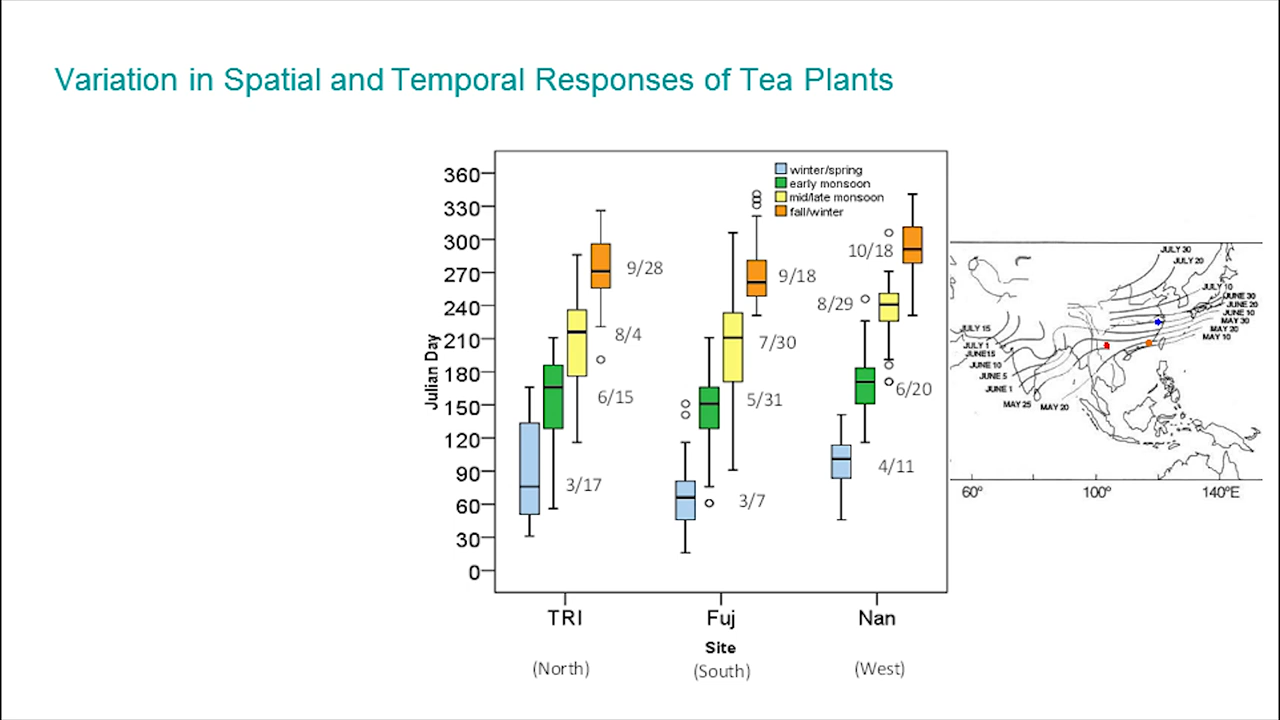 Variation in Spatial and Temporal Responses of Tea Plants
360
330
300
270
240
210
180
150
120
90
60
30
0
Julian Day
winter/spring
early monsoon
mid/late monsoon
fall/winter
9/28
8/4
6/15
3/17
9/18
7/30
5/31
3/7
10/18
8/29
6/20
4/11
TRI
Fuj
Nan
Site
(North)
(South)
(West)
JULY 30
JULY 20
JULY 10
JUNE 30
JUNE 20
JUNE 10
MAY 30
MAY 20
MAY 10
JULY 15
JULY 1
JUNE15
JUNE 10
JUNE 5
JUNE 1
MAY 25
MAY 20
60°
100°
140°E